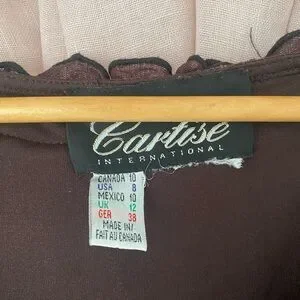 Cartise
INTERNATIONAL
CANADA 10
USA 8
MEXICO 10
UK 12
GER 38
MADE IN/
FAIT AU CANADA